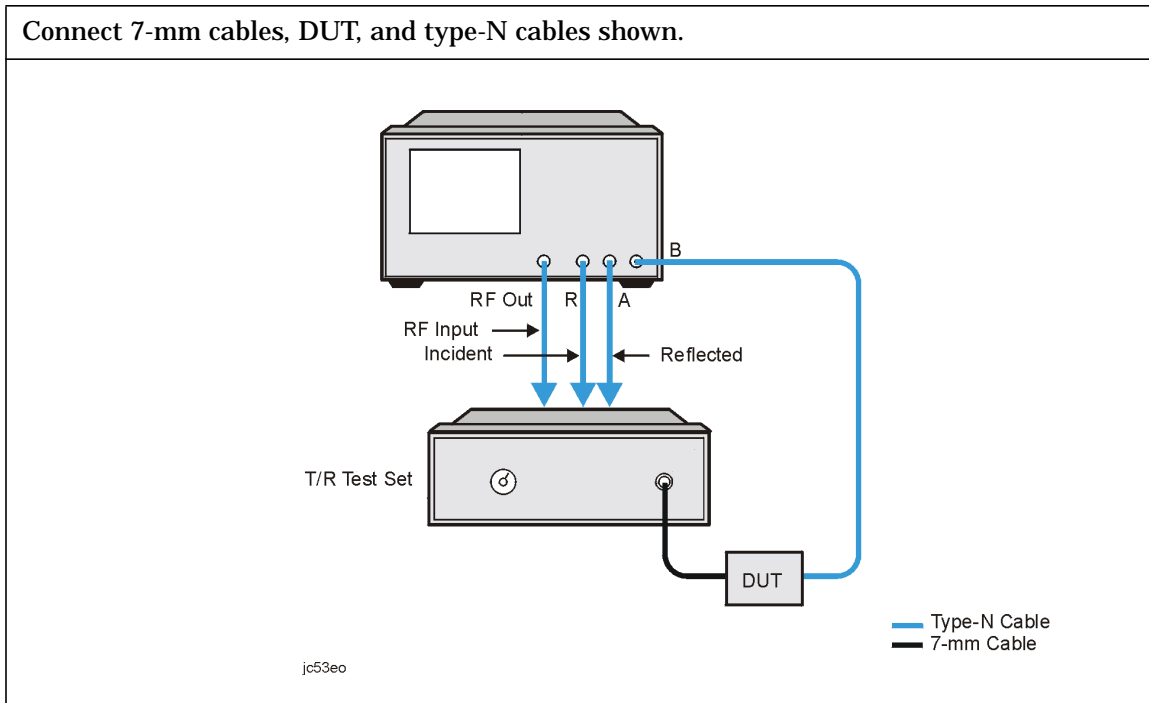 Connect 7-mm cables, DUT, and type-N cables shown.
B
RF Out R A
RF Input
Incident Reflected
T/R Test Set
DUT
Type-N Cable
7-mm Cable
jc53eo